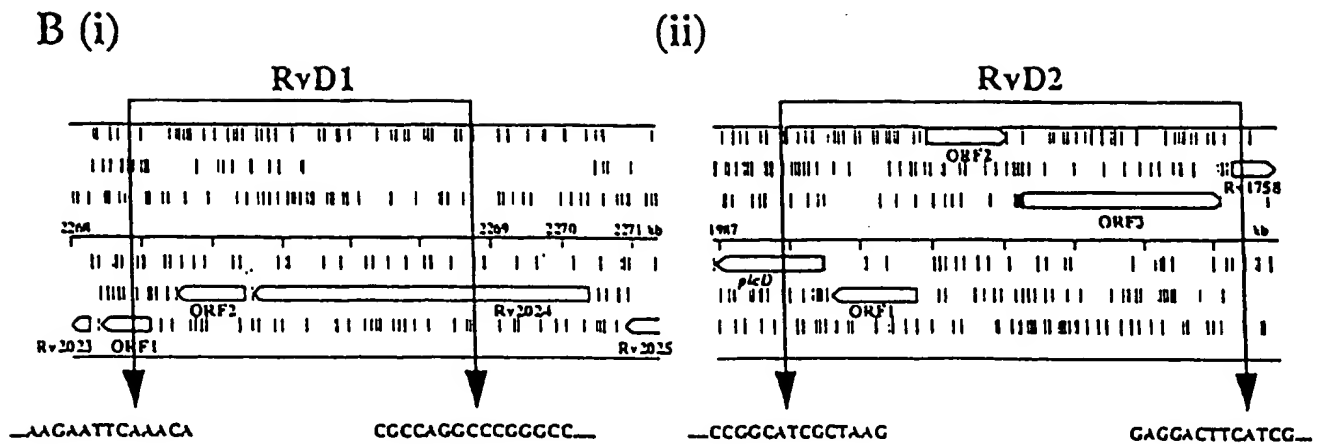 B (i)
(ii)
RvD1
RvD2
ORF2
Rv1758
ORF3
2268
2269
2270
2271 kb
1987
kb
plcD
ORF2
Rv2024
ORF1
Rv2023
ORF1
Rv2025
—AAGAATTCAAACA
CGCCAGGCCCGGGCC—
—CCGGCATCGCTAAG
GAGGACTTCATCG—